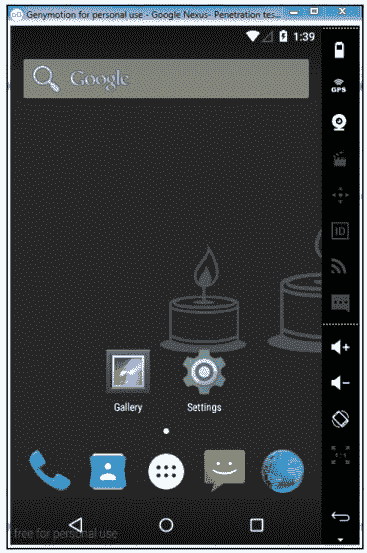 Genymotion for personal use - Google Nexus- Penetration tes...
1:39
Google
GPS
ID
Gallery
Settings
free for personal use